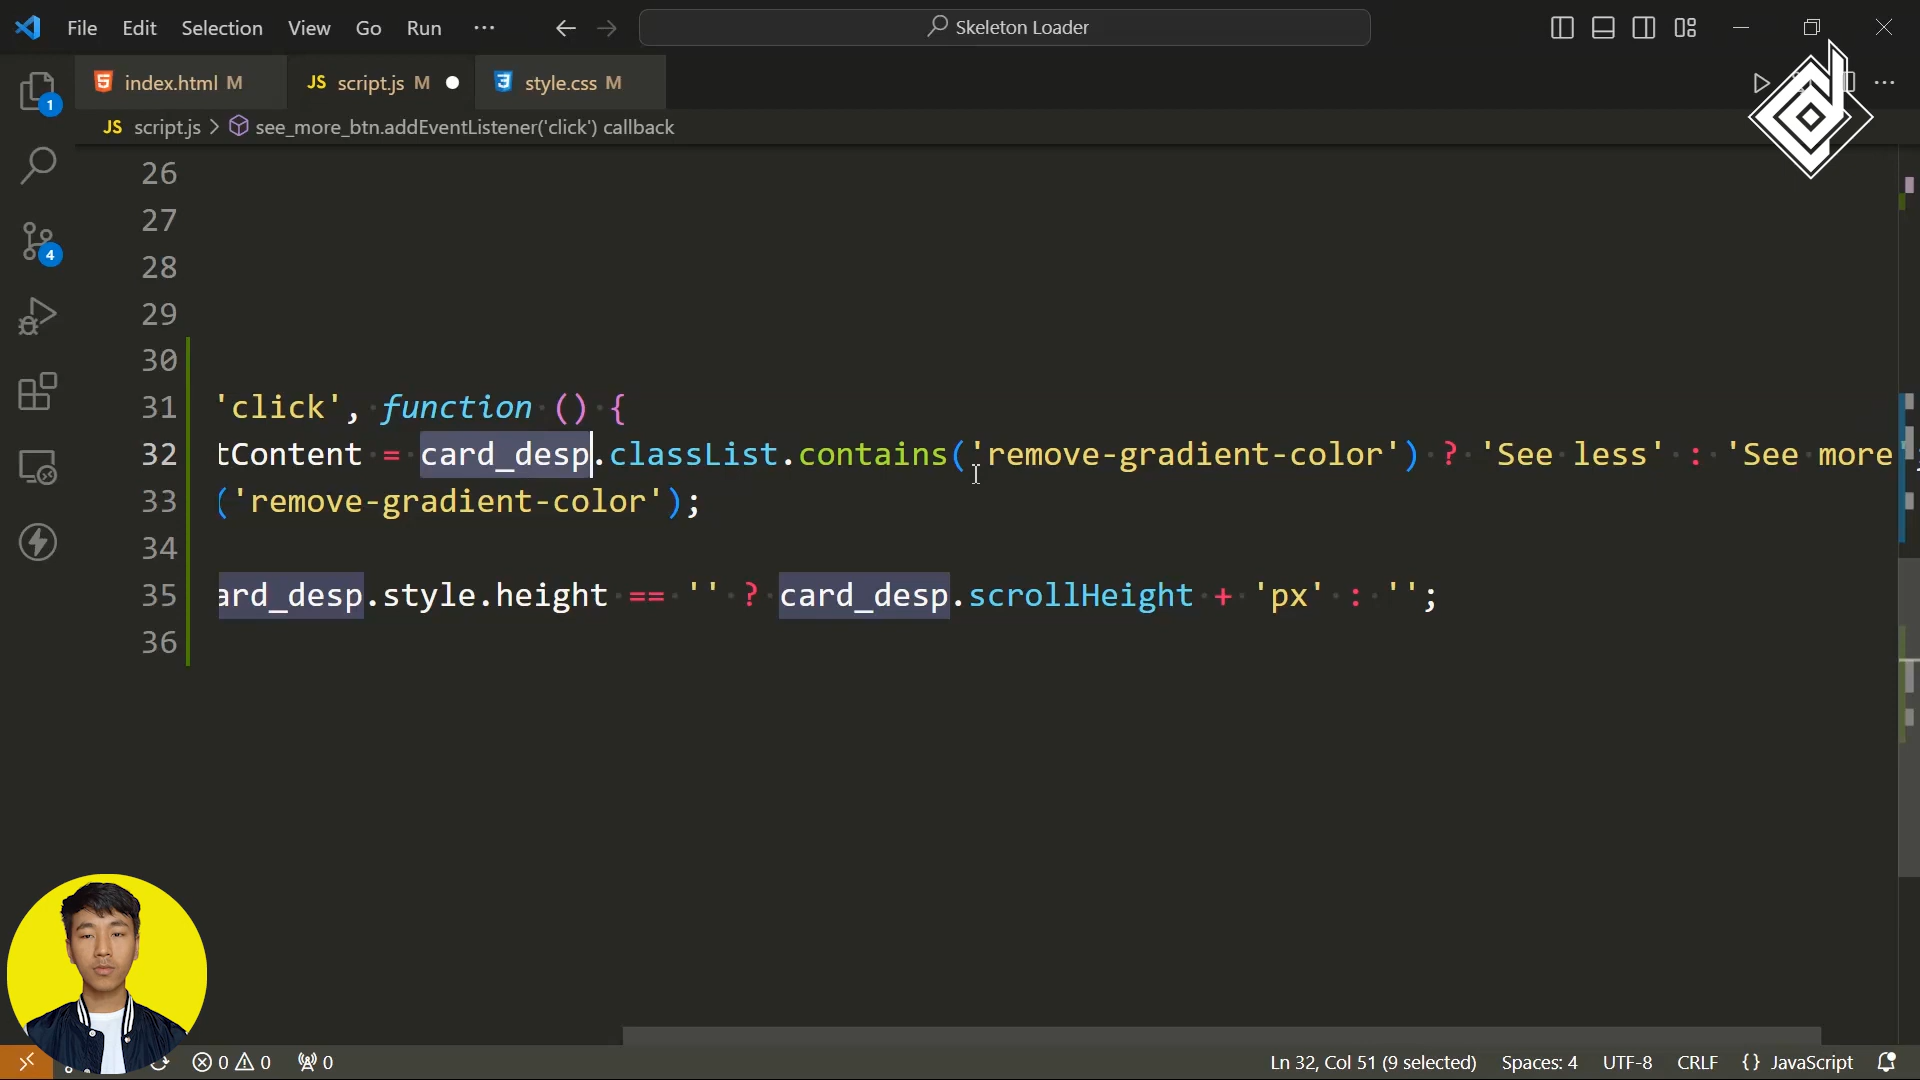 File Edit Selection View Go Run ··· Skeleton Loader
1
index.html M JS script.js M style.css M
JS script.js > see_more_btn.addEventListener('click') callback
26
27
4
28
29
30
31 'click', function () {
32 tContent = card_desp.classList.contains('remove-gradient-color') ? 'See less' : 'See more'
33 ('remove-gradient-color');
34
35 ard_desp.style.height == '' ? card_desp.scrollHeight + 'px' : '';
36
0 0 0 Ln 32, Col 51 (9 selected) Spaces: 4 UTF-8 CRLF {} JavaScript